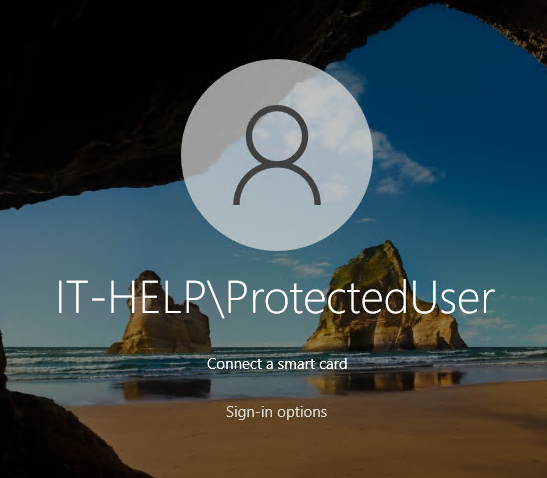 IT-HELP\ProtectedUser
Connect a smart card
Sign-in options